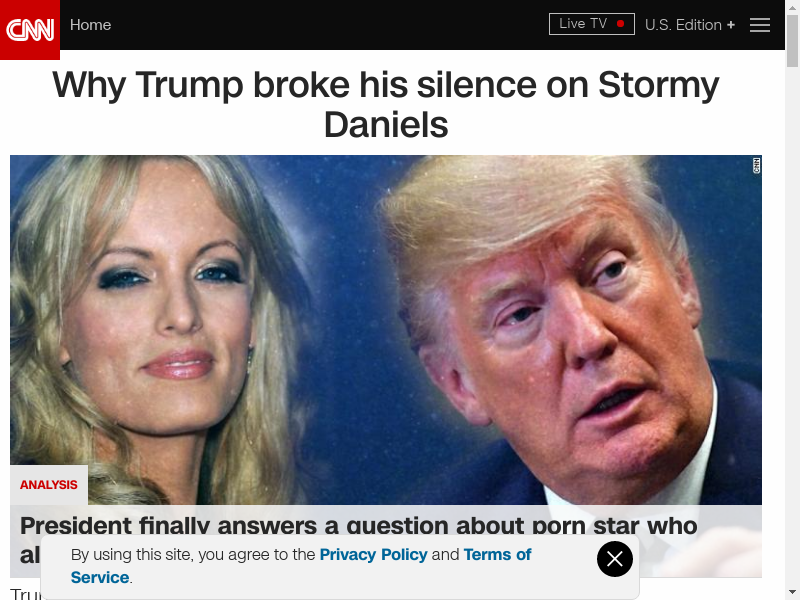 CNN Home Live TV U.S. Edition +
Why Trump broke his silence on Stormy
Daniels
CNN
ANALYSIS
President finally answers a question about porn star who
al
By using this site, you agree to the Privacy Policy and Terms of
Service.
Tru